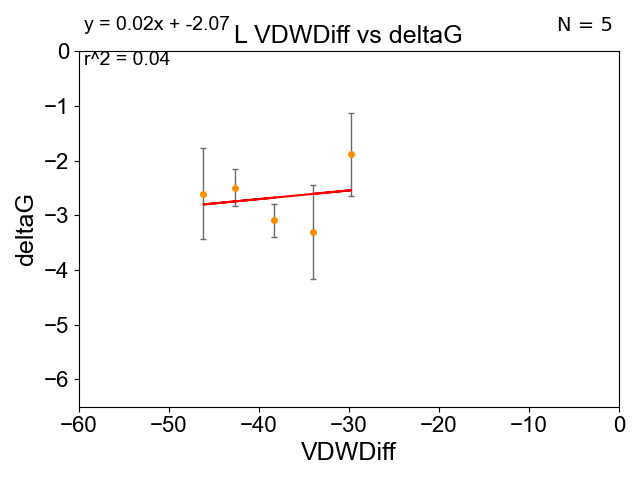 y = 0.02x + -2.07
L VDWDiff vs deltaG
N = 5
r^2 = 0.04
0
−1
−2
−3
−4
−5
−6
deltaG
−60
−50
−40
−30
−20
−10
0
VDWDiff